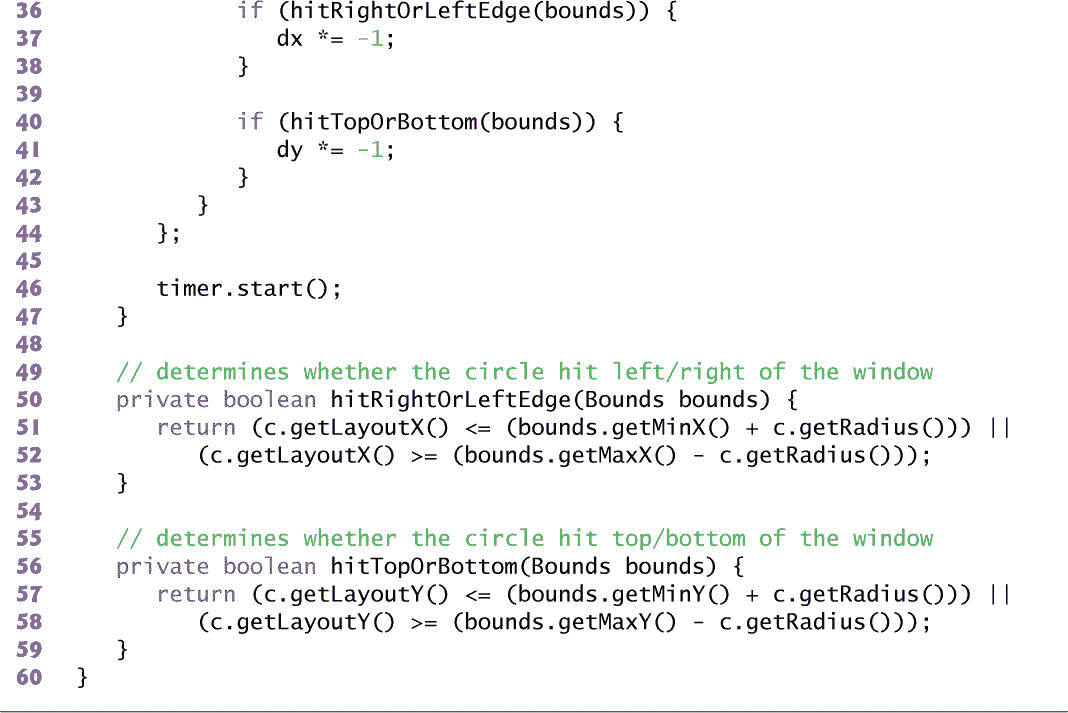 36 if (hitRightOrLeftEdge(bounds)) {
37 dx *= -1;
38 }
39
40 if (hitTopOrBottom(bounds)) {
41 dy *= -1;
42 }
43 }
44 };
45
46 timer.start();
47 }
48
49 // determines whether the circle hit left/right of the window
50 private boolean hitRightOrLeftEdge(Bounds bounds) {
51 return (c.getLayoutX() <= (bounds.getMinX() + c.getRadius())) ||
52 (c.getLayoutX() >= (bounds.getMaxX() - c.getRadius()));
53 }
54
55 // determines whether the circle hit top/bottom of the window
56 private boolean hitTopOrBottom(Bounds bounds) {
57 return (c.getLayoutY() <= (bounds.getMinY() + c.getRadius())) ||
58 (c.getLayoutY() >= (bounds.getMaxY() - c.getRadius()));
59 }
60 }